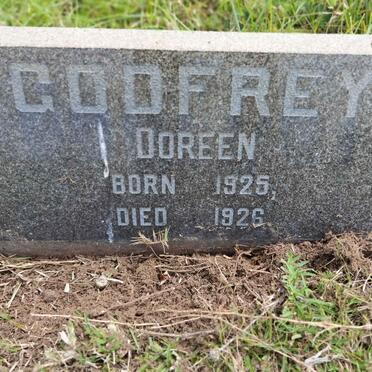 GODFREY
DOREEN
BORN 1925,
DIED 1926